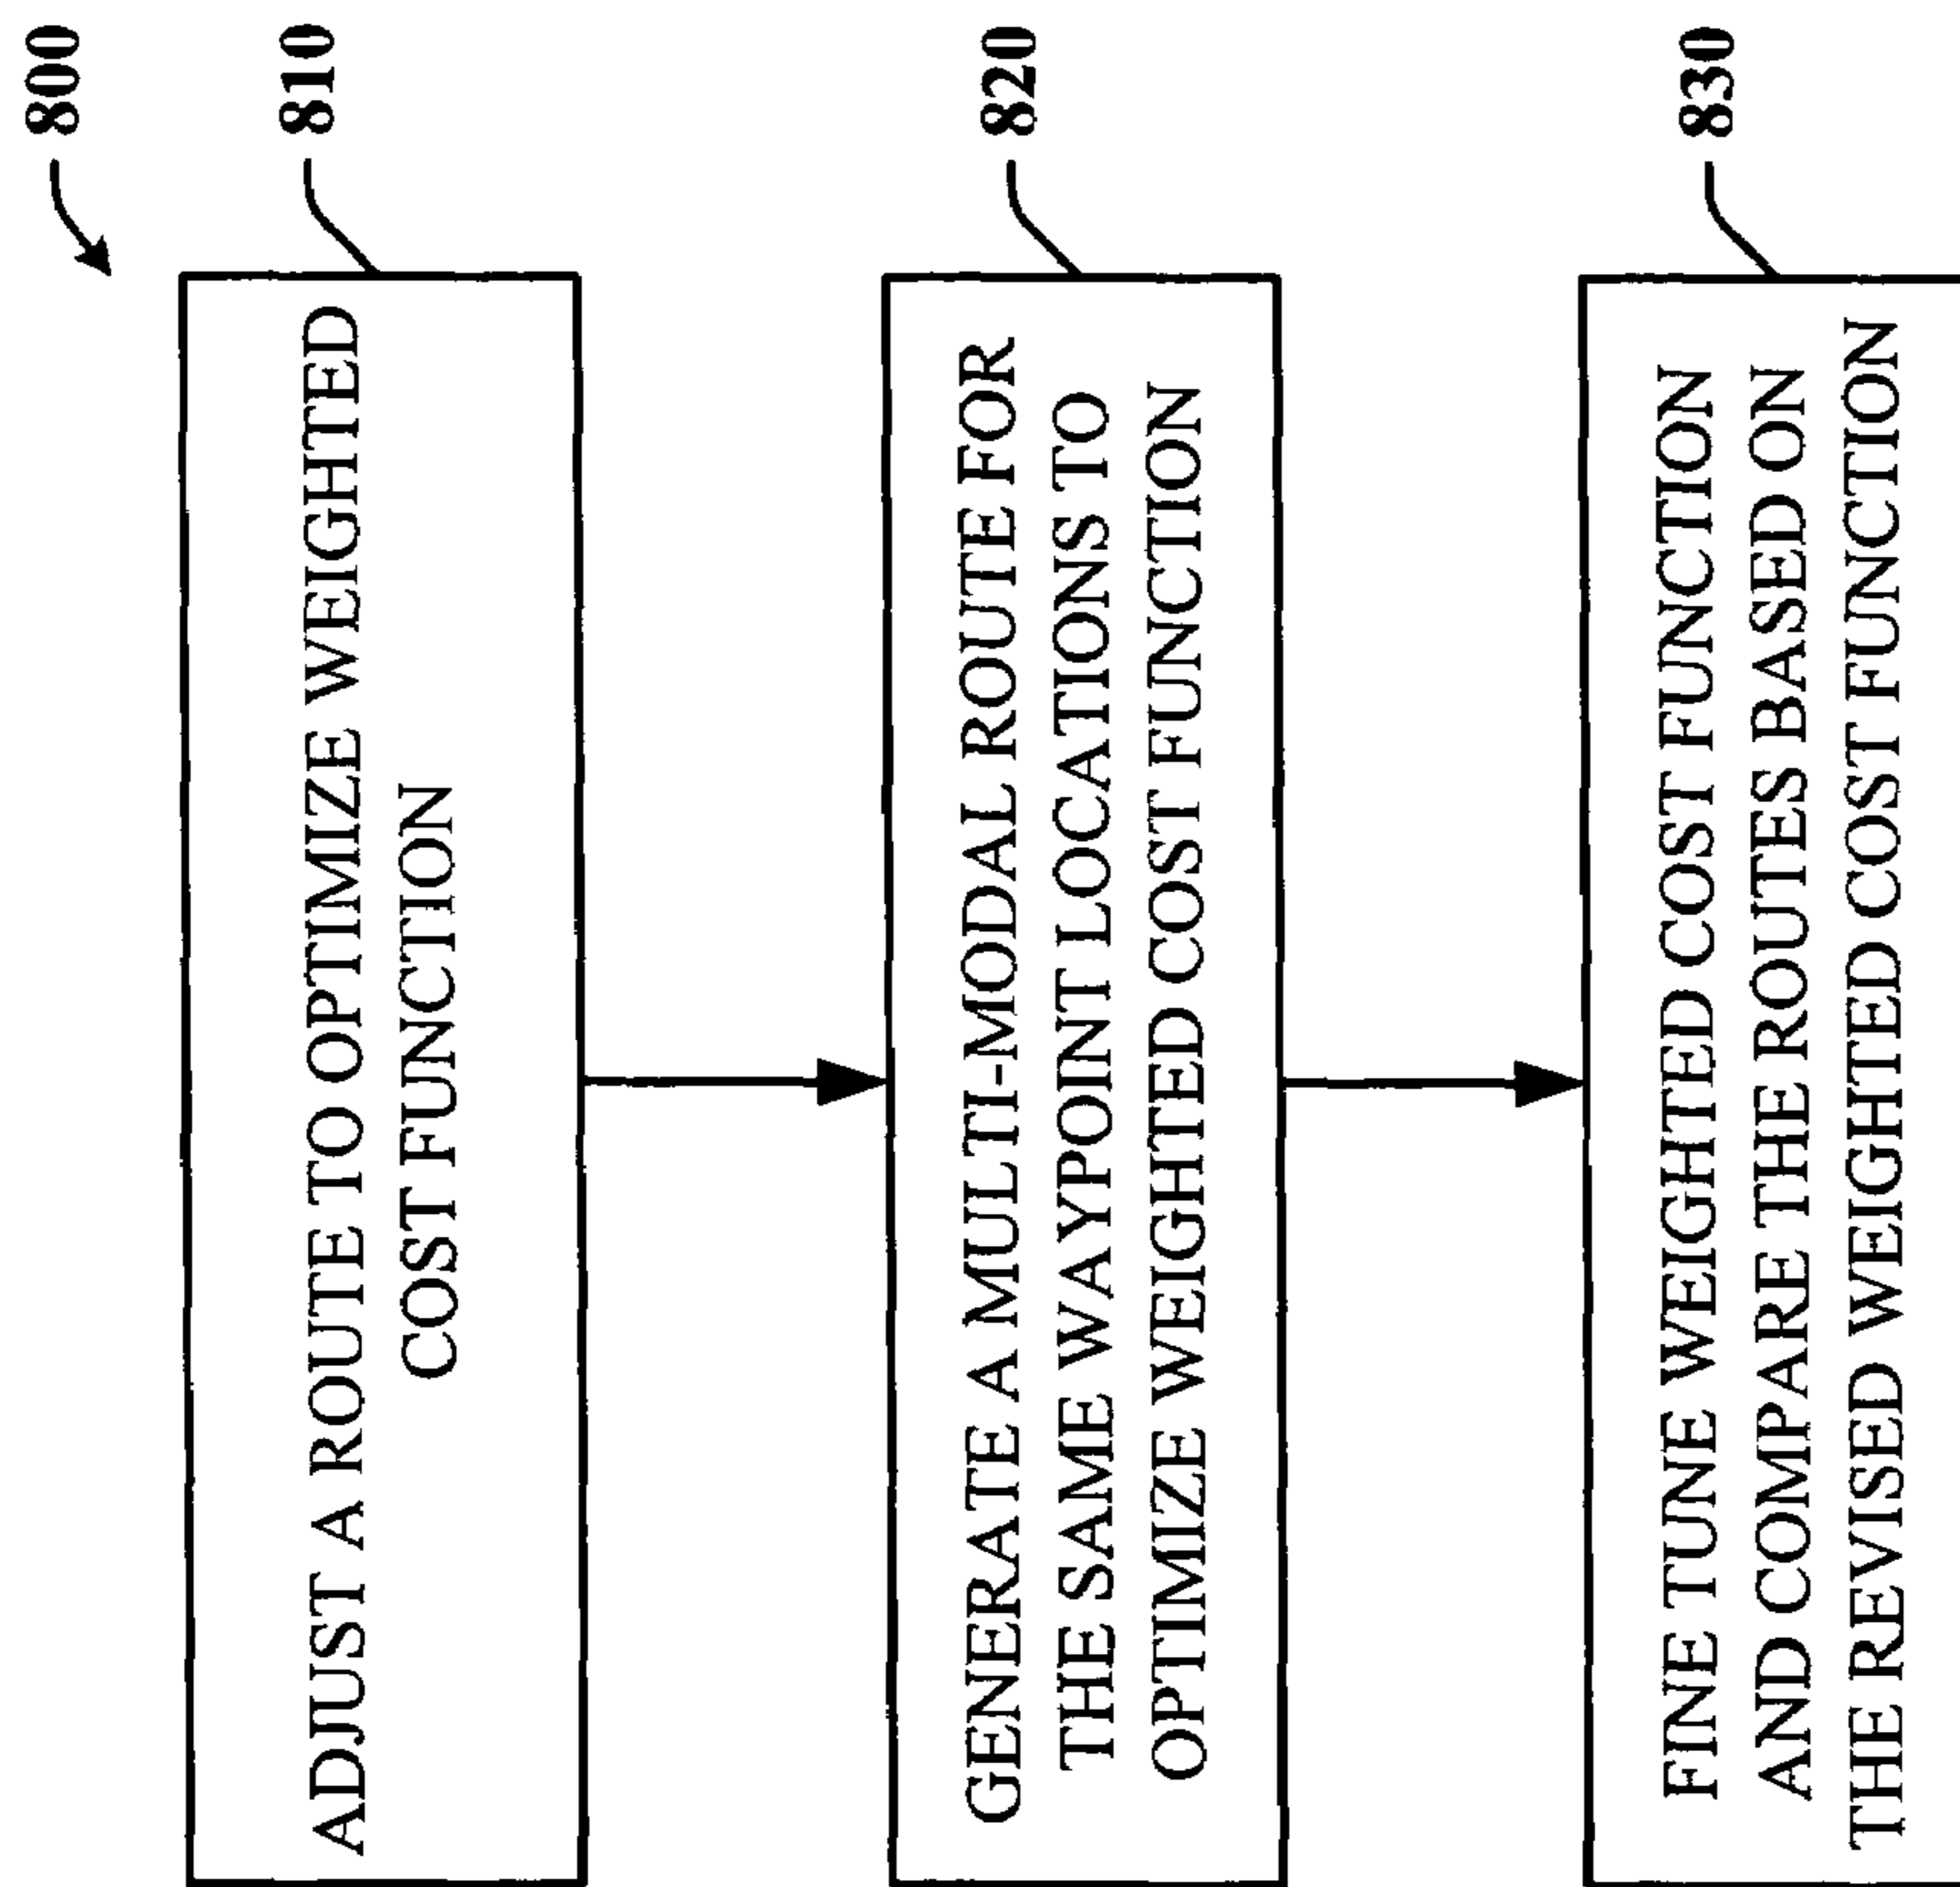 800
810
ADJUST A ROUTE TO OPTIMIZE WEIGHTED
COST FUNCTION
820
GENERATE A MULTI-MODAL ROUTE FOR
THE SAME WAYPOINT LOCATIONS TO
OPTIMIZE WEIGHTED COST FUNCTION
830
FINE TUNE WEIGHTED COST FUNCTION
AND COMPARE THE ROUTES BASED ON
THE REVISED WEIGHTED COST FUNCTION